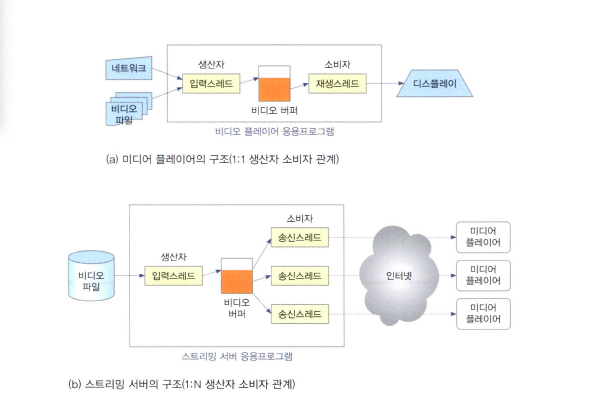 네트워크
비디오
파일
생산자
입력스레드
비디오 버퍼
소비자
재생스레드
디스플레이
비디오 플레이어 응용프로그램
(a) 미디어 플레이어의 구조(1:1 생산자 소비자 관계)
비디오
파일
생산자
입력스레드
비디오
버퍼
소비자
송신스레드
송신스레드
송신스레드
인터넷
미디어
플레이어
미디어
플레이어
미디어
플레이어
스트리밍 서버 응용프로그램
(b) 스트리밍 서버의 구조(1:N 생산자 소비자 관계)